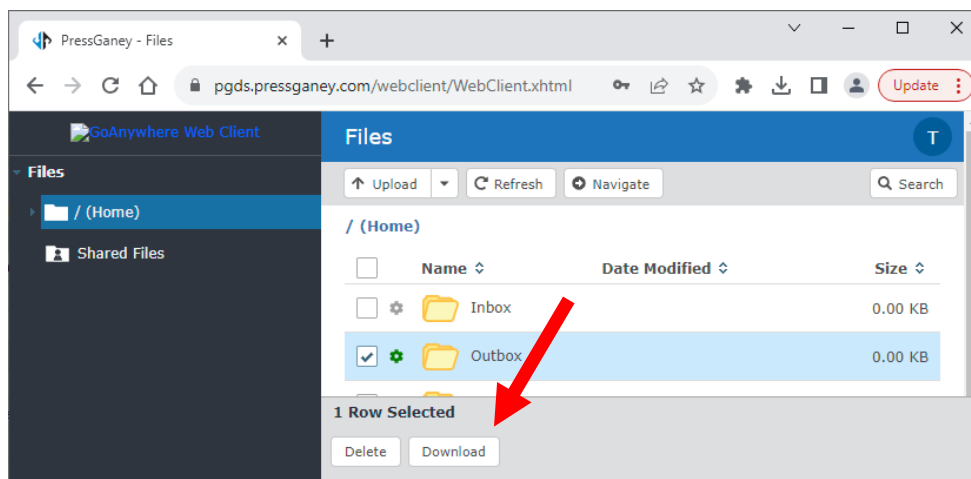 PressGaney - Files
pgds.pressganey.com/webclient/WebClient.xhtml
Update
GoAnywhere Web Client
Files
T
Files
Upload
Refresh
Navigate
Search
/ (Home)
/ (Home)
Shared Files
Name
Date Modified
Size
Inbox
0.00 KB
Outbox
0.00 KB
1 Row Selected
Delete
Download